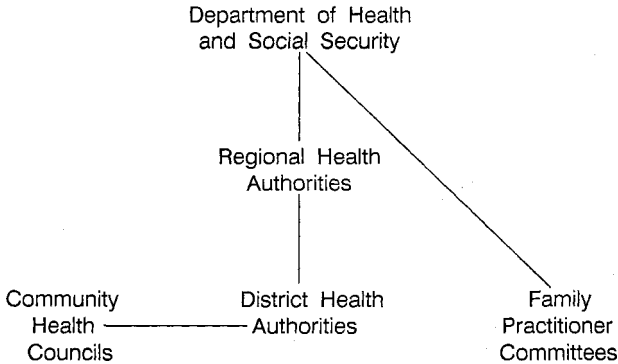 Department of Health
and Social Security
Regional Health
Authorities
Community
Health
Councils
District Health
Authorities
Family
Practitioner
Committees